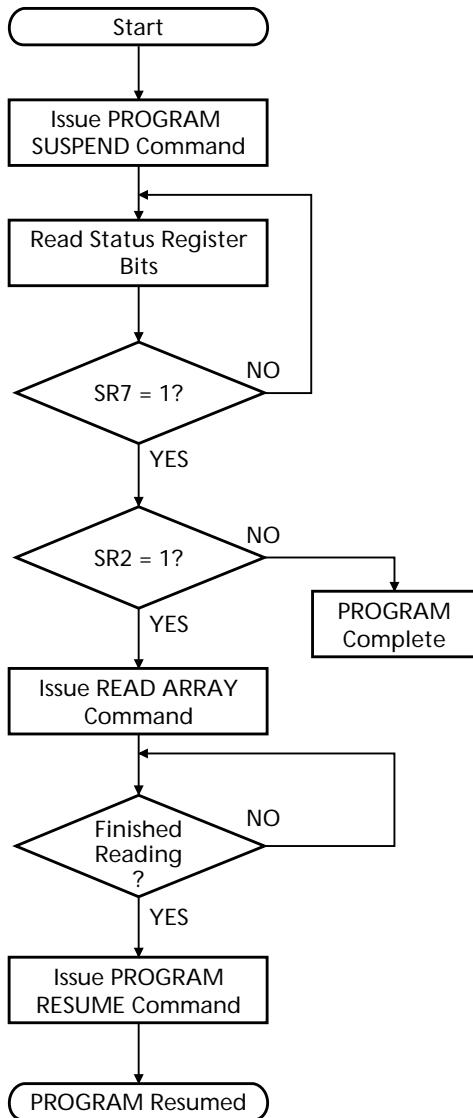 Start
Issue PROGRAM
SUSPEND Command
Read Status Register
Bits
NO
SR7 = 1?
YES
NO
SR2 = 1?
PROGRAM
Complete
YES
Issue READ ARRAY
Command
NO
Finished
Reading
?
YES
Issue PROGRAM
RESUME Command
PROGRAM Resumed